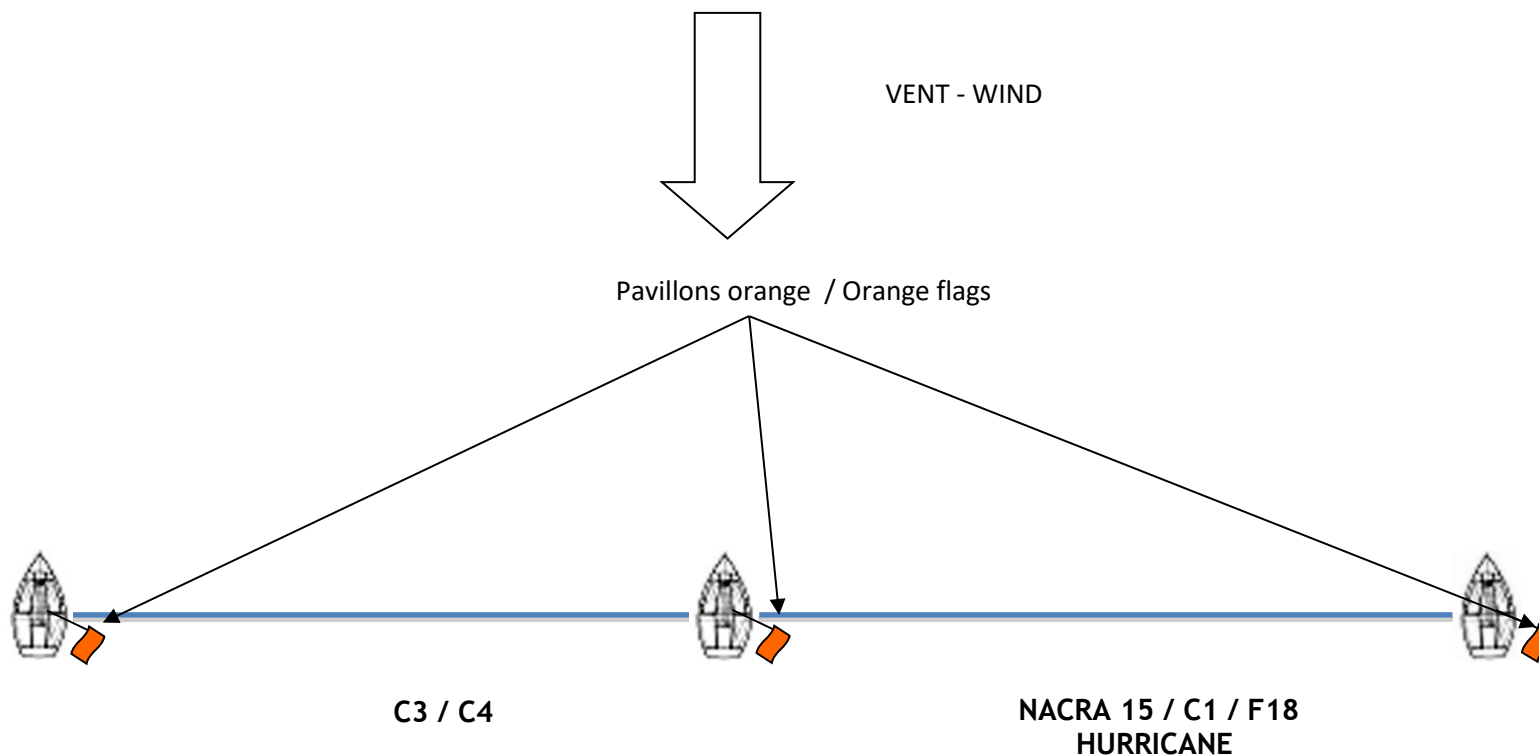 VENT - WIND
Pavillons orange / Orange flags
C3 / C4
NACRA 15 / C1 / F18
HURRICANE